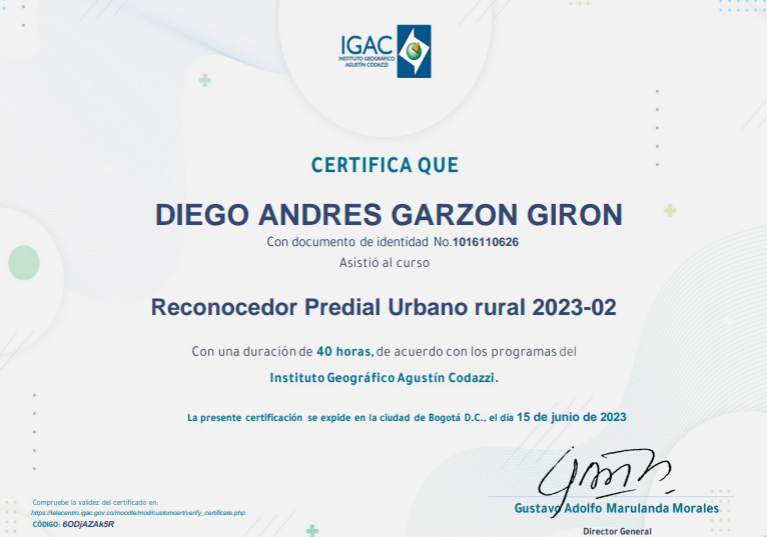 IGAC
INSTITUTO GEOGRÁFICO
AGUSTÍN CODAZZI
CERTIFICA QUE
DIEGO ANDRES GARZON GIRON
Con documento de identidad No.1016110626
Asistió al curso
Reconocedor Predial Urbano rural 2023-02
Con una duración de 40 horas, de acuerdo con los programas del
Instituto Geográfico Agustín Codazzi.
La presente certificación se expide en la ciudad de Bogotá D.C., el día 15 de junio de 2023
Compruebe la validez del certificado en:
https://telecentro.igac.gov.co/moodle/mod/customcert/verify_certificate.php
CÓDIGO: 6ODjAZAk5R
Gustavo Adolfo Marulanda Morales
Director General